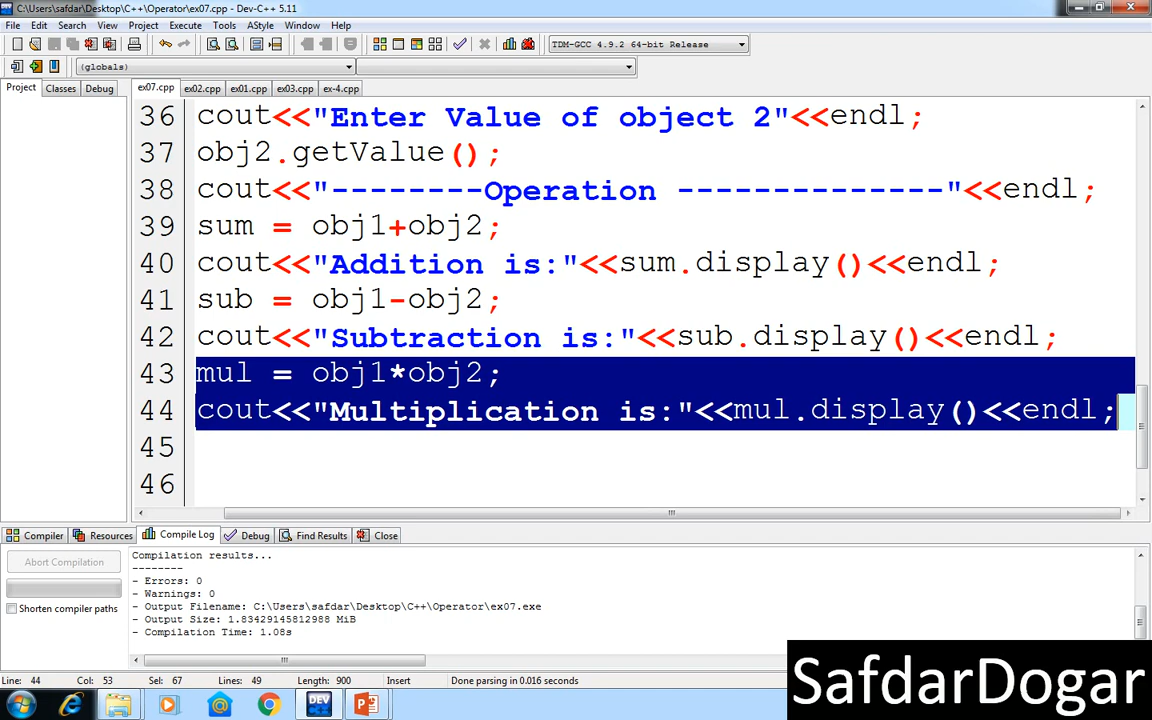 C:\Users\safdar\Desktop\C++\Operator\ex07.cpp - Dev-C++ 5.11
File Edit Search View Project Execute Tools AStyle Window Help
TDM-GCC 4.9.2 64-bit Release
(globals)
Project Classes Debug ex07.cpp ex02.cpp ex01.cpp ex03.cpp ex-4.cpp
36 cout<<"Enter Value of object 2"<<endl;
37 obj2.getValue();
38 cout<<"--------Operation --------------"<<endl;
39 sum = obj1+obj2;
40 cout<<"Addition is:"<<sum.display()<<endl;
41 sub = obj1-obj2;
42 cout<<"Subtraction is:"<<sub.display()<<endl;
43 mul = obj1*obj2;
44 cout<<"Multiplication is:"<<mul.display()<<endl;
45
46
Compiler Resources Compile Log Debug Find Results Close
Abort Compilation
Shorten compiler paths
Compilation results...
--------
- Errors: 0
- Warnings: 0
- Output Filename: C:\Users\safdar\Desktop\C++\Operator\ex07.exe
- Output Size: 1.83429145812988 MiB
- Compilation Time: 1.08s
Line: 44 Col: 53 Sel: 67 Lines: 49 Length: 900 Insert Done parsing in 0.016 seconds
DEV
SafdarDogar